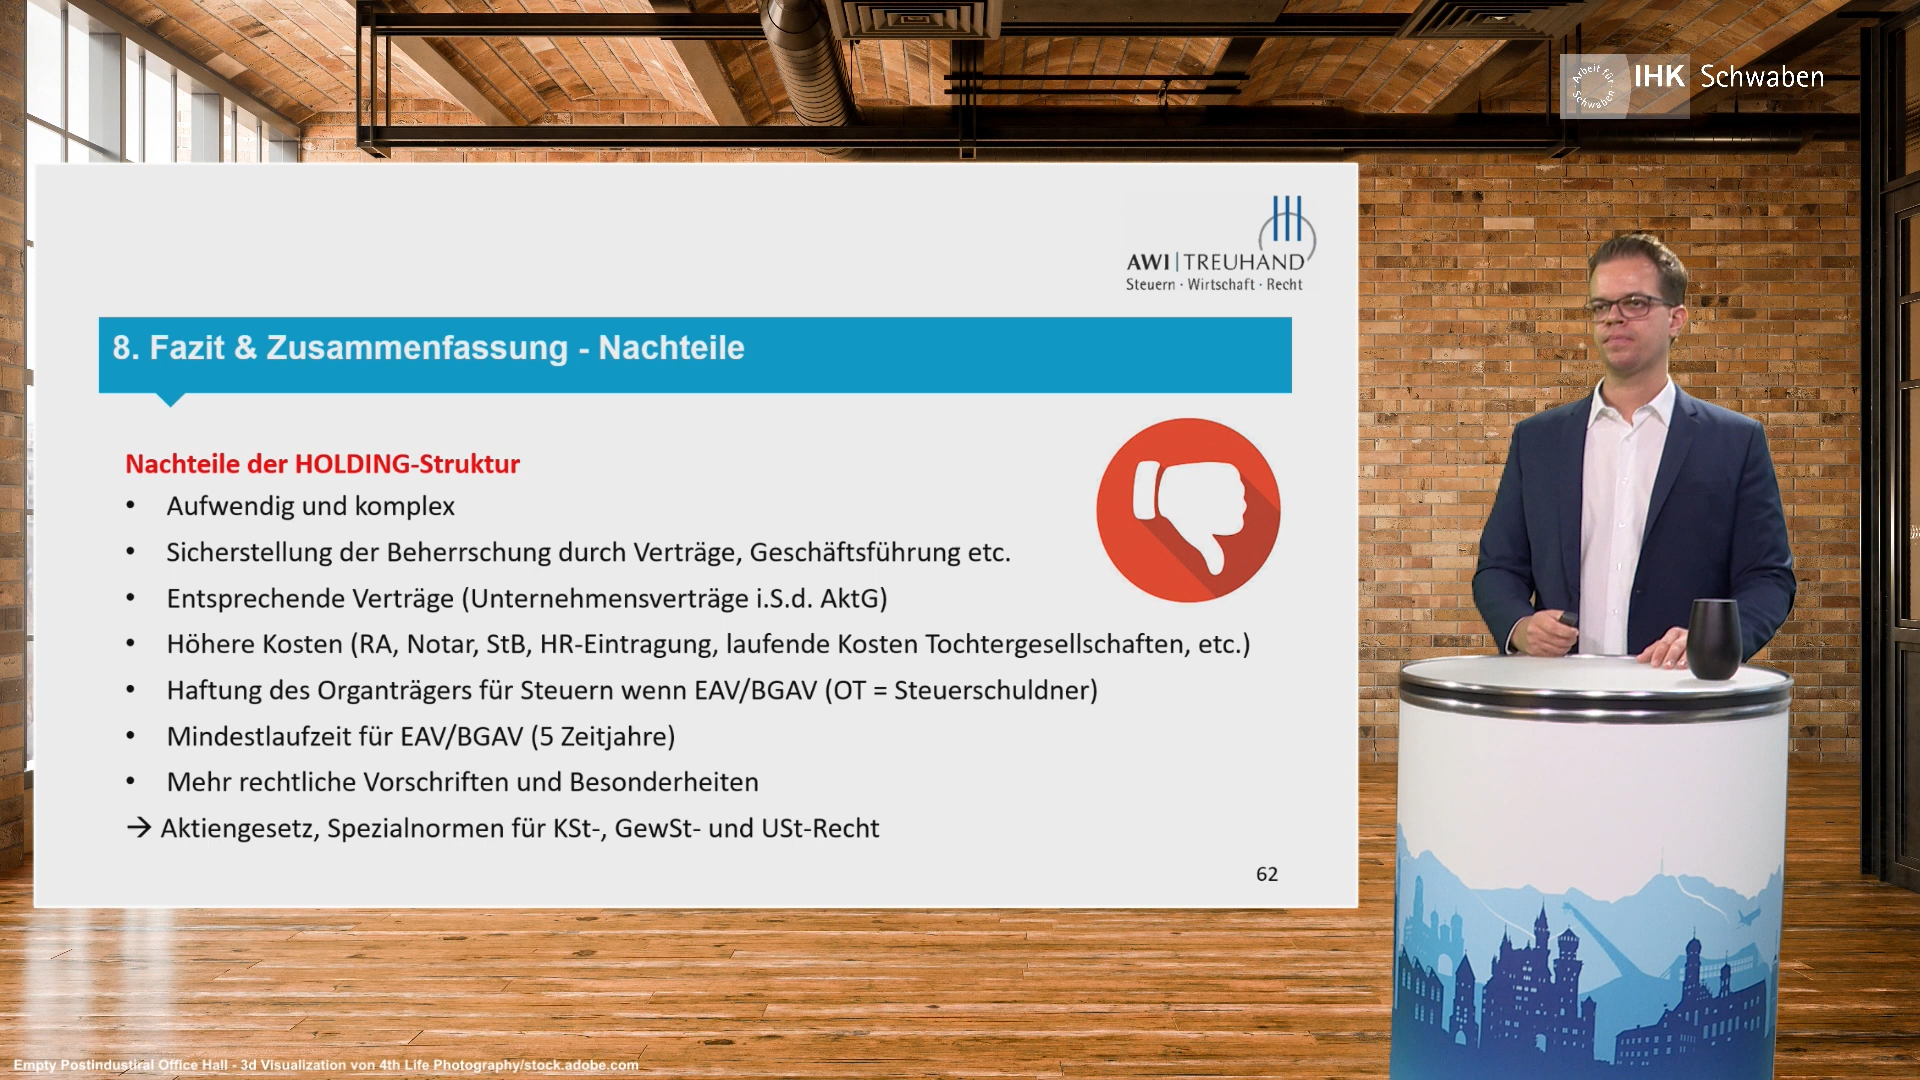 Arbeit für
Schwaben
IHK Schwaben
AWI | TREUHAND
Steuern · Wirtschaft · Recht
8. Fazit & Zusammenfassung - Nachteile
Nachteile der HOLDING-Struktur
• Aufwendig und komplex
• Sicherstellung der Beherrschung durch Verträge, Geschäftsführung etc.
• Entsprechende Verträge (Unternehmensverträge i.S.d. AktG)
• Höhere Kosten (RA, Notar, StB, HR-Eintragung, laufende Kosten Tochtergesellschaften, etc.)
• Haftung des Organträgers für Steuern wenn EAV/BGAV (OT = Steuerschuldner)
• Mindestlaufzeit für EAV/BGAV (5 Zeitjahre)
• Mehr rechtliche Vorschriften und Besonderheiten
→ Aktiengesetz, Spezialnormen für KSt-, GewSt- und USt-Recht
62
Empty Postindustiral Office Hall - 3d Visualization von 4th Life Photography/stock.adobe.com